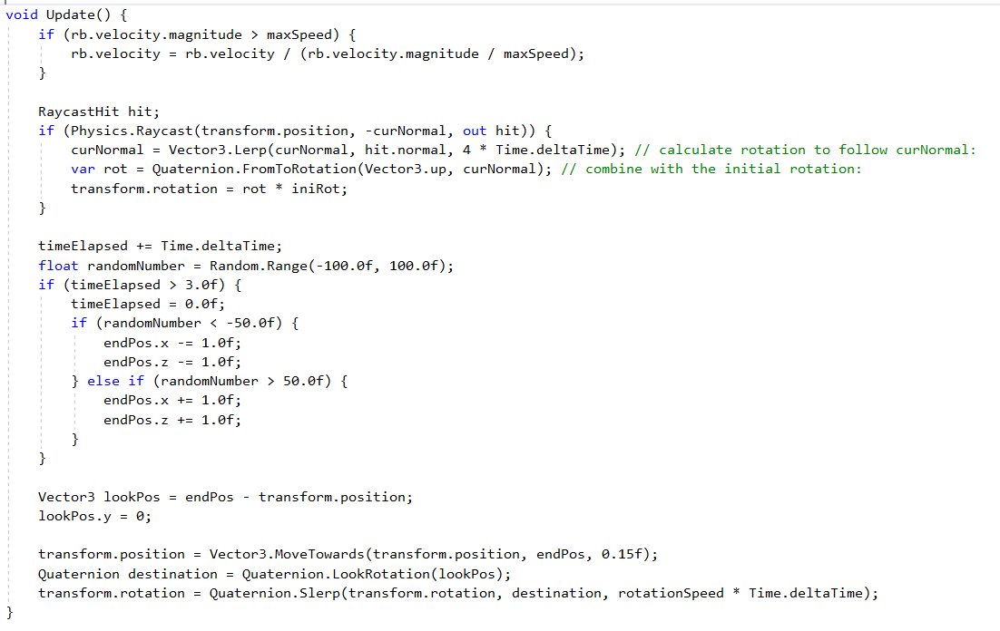 void Update() {
    if (rb.velocity.magnitude > maxSpeed) {
        rb.velocity = rb.velocity / (rb.velocity.magnitude / maxSpeed);
    }

    RaycastHit hit;
    if (Physics.Raycast(transform.position, -curNormal, out hit)) {
        curNormal = Vector3.Lerp(curNormal, hit.normal, 4 * Time.deltaTime); // calculate rotation to follow curNormal:
        var rot = Quaternion.FromToRotation(Vector3.up, curNormal); // combine with the initial rotation:
        transform.rotation = rot * iniRot;
    }

    timeElapsed += Time.deltaTime;
    float randomNumber = Random.Range(-100.0f, 100.0f);
    if (timeElapsed > 3.0f) {
        timeElapsed = 0.0f;
        if (randomNumber < -50.0f) {
            endPos.x -= 1.0f;
            endPos.z -= 1.0f;
        } else if (randomNumber > 50.0f) {
            endPos.x += 1.0f;
            endPos.z += 1.0f;
        }
    }

    Vector3 lookPos = endPos - transform.position;
    lookPos.y = 0;

    transform.position = Vector3.MoveTowards(transform.position, endPos, 0.15f);
    Quaternion destination = Quaternion.LookRotation(lookPos);
    transform.rotation = Quaternion.Slerp(transform.rotation, destination, rotationSpeed * Time.deltaTime);
}